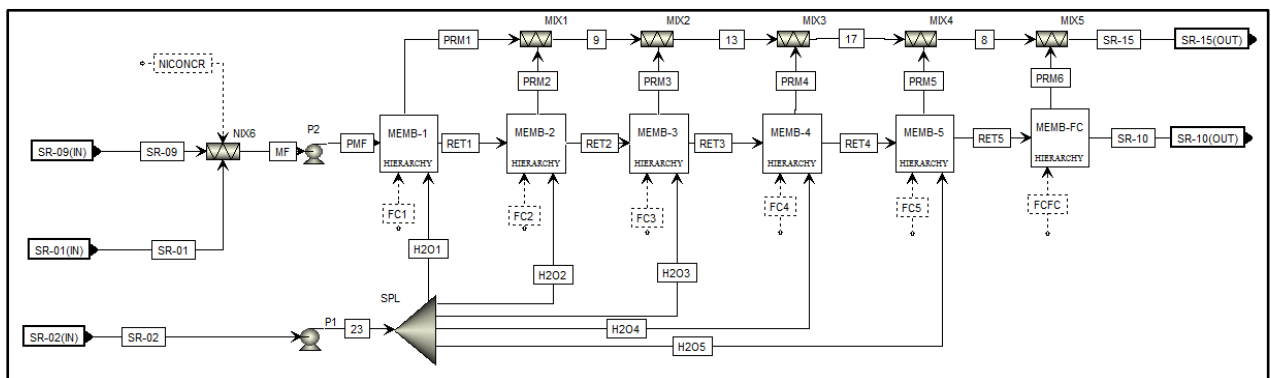 MIX1 MIX2 MIX3 MIX4 MIX5
PRM1 9 13 17 8 SR-15 SR-15(OUT)
NICONCR PRM2 PRM3 PRM4 PRM5 PRM6
NIX6 P2 MEMB-1 MEMB-2 MEMB-3 MEMB-4 MEMB-5 MEMB-FC
SR-09(IN) SR-09 MF PMF RET1 RET2 RET3 RET4 RET5 SR-10 SR-10(OUT)
HIERARCHY HIERARCHY HIERARCHY HIERARCHY HIERARCHY HIERARCHY
FC1 FC2 FC3 FC4 FC5 FCFC
SR-01(IN) SR-01
H2O1 H2O2 H2O3
SPL
SR-02(IN) SR-02 P1 23 H2O4
H2O5